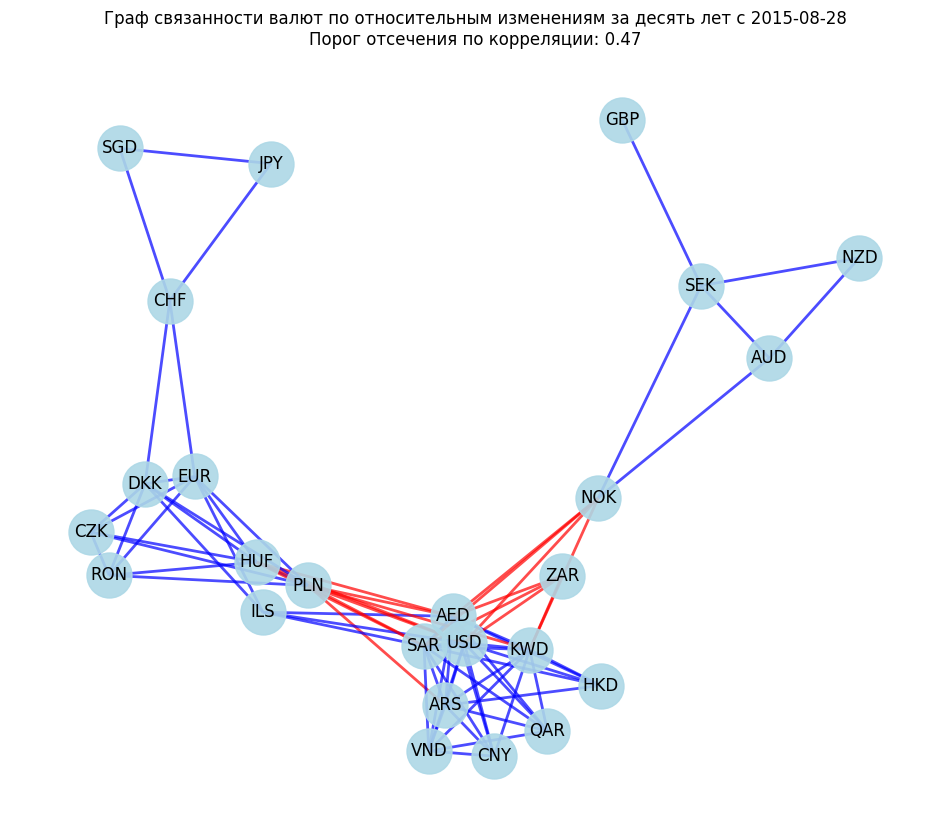 Граф связанности валют по относительным изменениям за десять лет с 2015-08-28
Порог отсечения по корреляции: 0.47
GBP
SGD
JPY
NZD
SEK
CHF
AUD
EUR
DKK
NOK
CZK
HUF
RON
ZAR
PLN
ILS
AED
SAR
USD
KWD
HKD
ARS
QAR
VND
CNY